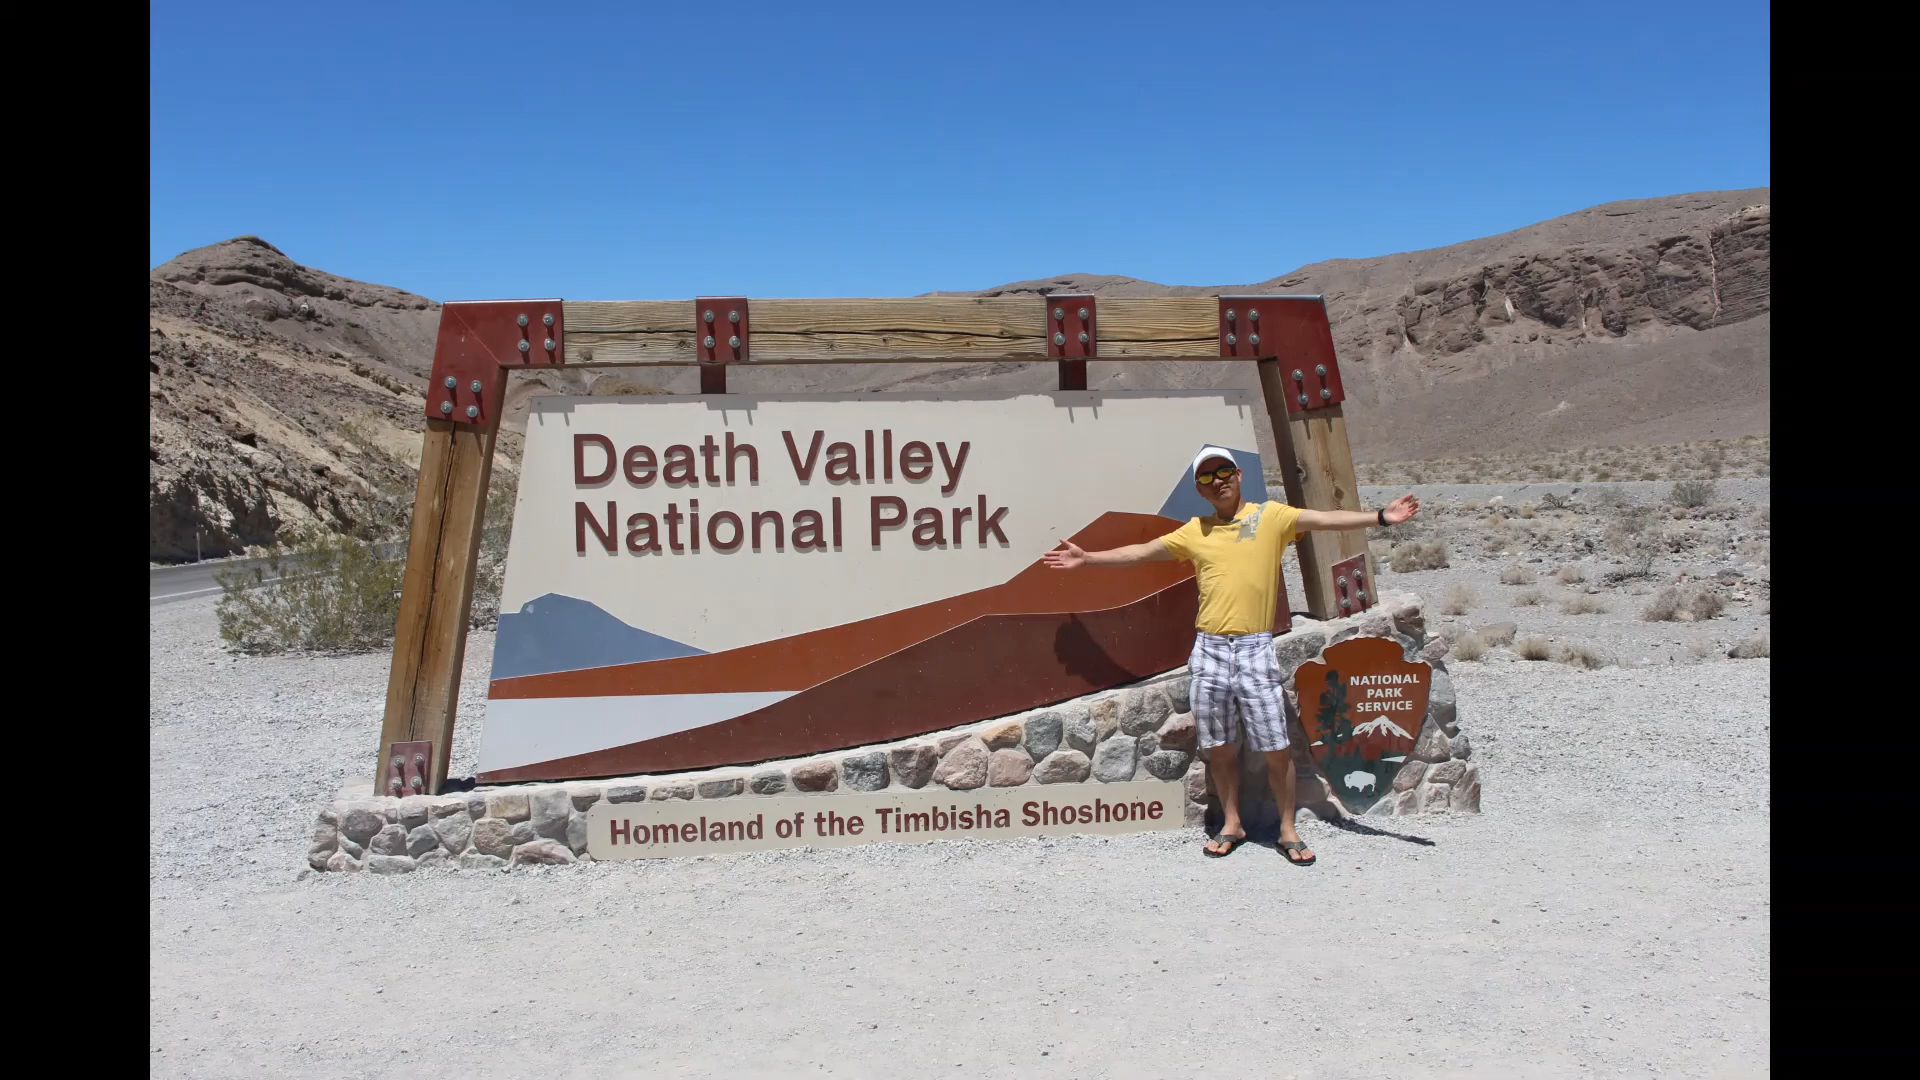 Death Valley
National Park
NATIONAL
PARK
SERVICE
Homeland of the Timbisha Shoshone